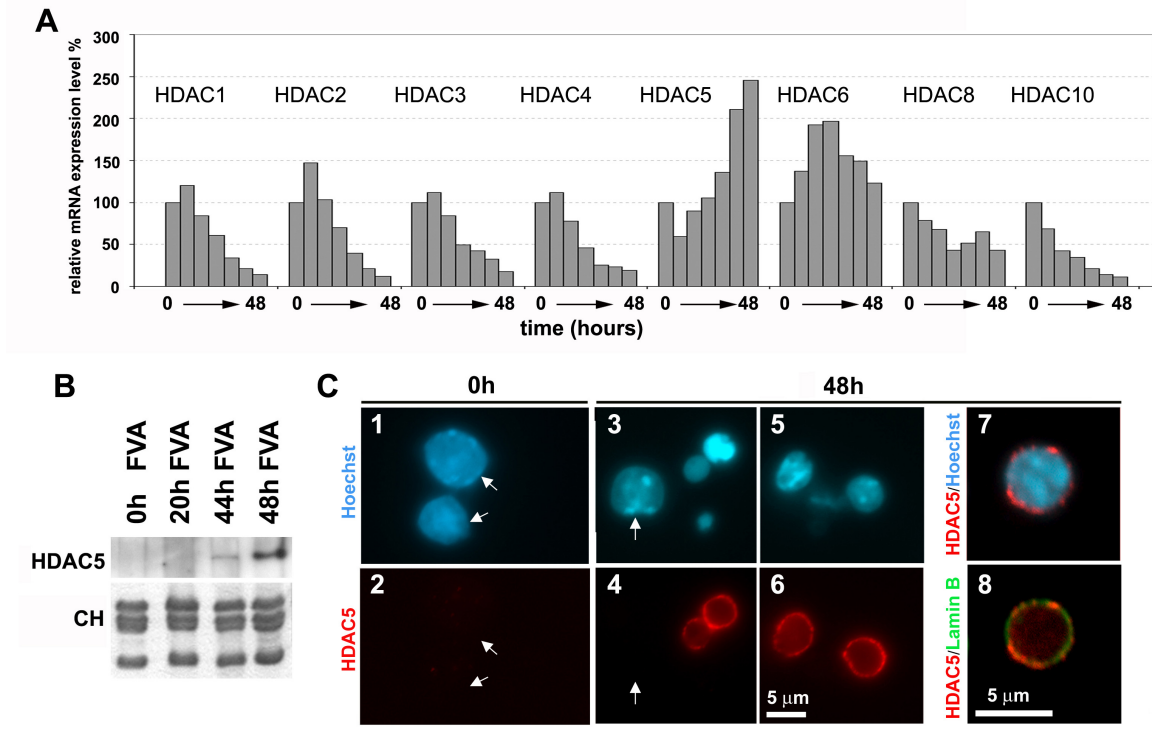 A
relative mRNA expression level %
300
250
200
150
100
50
0
HDAC1 HDAC2 HDAC3 HDAC4 HDAC5 HDAC6 HDAC8 HDAC10
0 48 0 48 0 48 0 48 0 48 0 48 0 48 0 48
time (hours)
B
0h FVA
20h FVA
44h FVA
48h FVA
HDAC5
CH
C
0h 48h
Hoechst
1 3 5
HDAC5/Hoechst
7
HDAC5
2 4 6
5 μm
HDAC5/Lamin B
8
5 μm